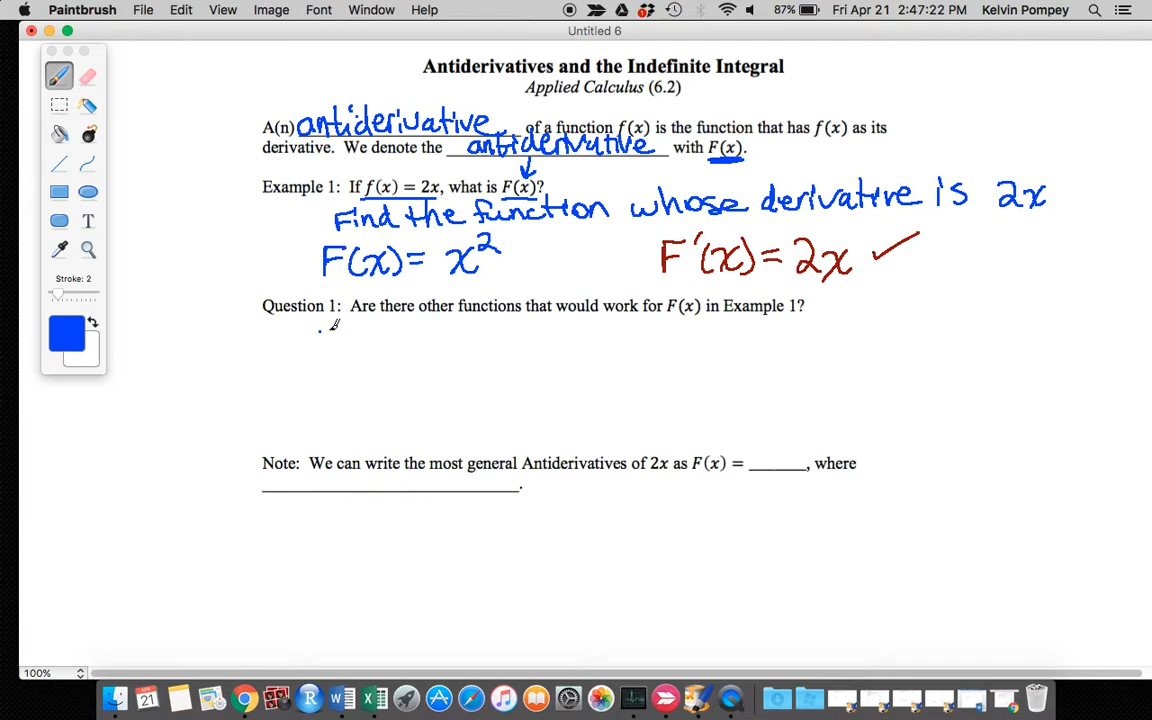 Paintbrush File Edit View Image Font Window Help 87% Fri Apr 21 2:47:22 PM Kelvin Pompey
Untitled 6
Antiderivatives and the Indefinite Integral
Applied Calculus (6.2)
A(n) antiderivative of a function f(x) is the function that has f(x) as its
derivative. We denote the antiderivative with F(x).
Example 1: If f(x) = 2x, what is F(x)?
Find the function whose derivative is 2x
F(x) = x² F'(x) = 2x ✓
Question 1: Are there other functions that would work for F(x) in Example 1?
Note: We can write the most general Antiderivatives of 2x as F(x) = ______, where
____________________________.
Stroke: 2
100%